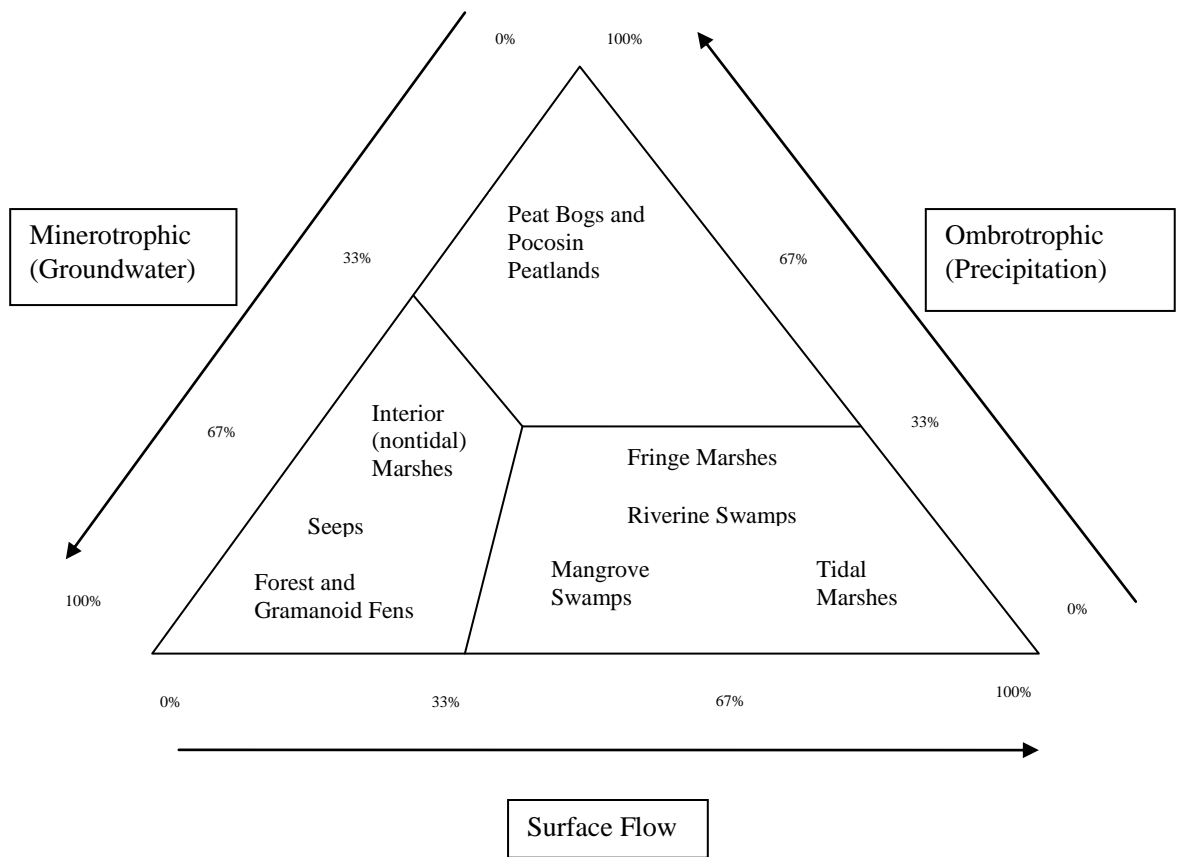 0%
100%
Peat Bogs and
Pocosin
Peatlands
Minerotrophic
(Groundwater)
33%
67%
Ombrotrophic
(Precipitation)
Interior
(nontidal)
Marshes
67%
33%
Fringe Marshes
Seeps
Riverine Swamps
Forest and
Gramanoid Fens
Mangrove
Swamps
Tidal
Marshes
100%
0%
0%
33%
67%
100%
Surface Flow